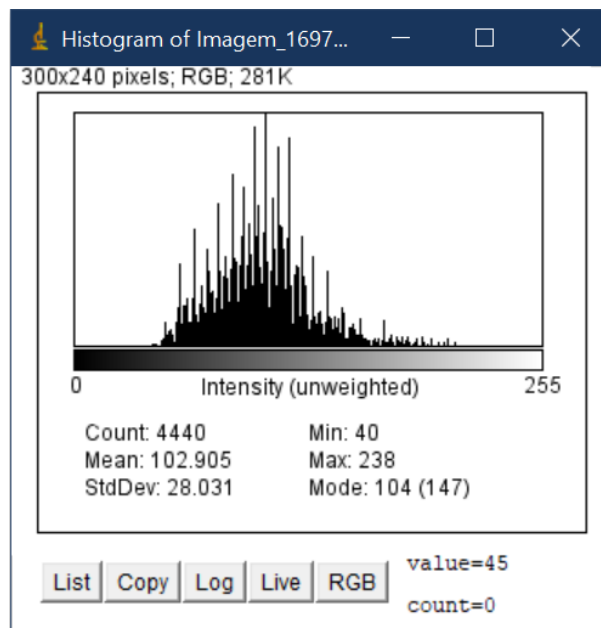 Histogram of Imagem_1697...
300x240 pixels; RGB; 281K
0 Intensity (unweighted) 255
Count: 4440 Min: 40
Mean: 102.905 Max: 238
StdDev: 28.031 Mode: 104 (147)
List Copy Log Live RGB value=45
count=0